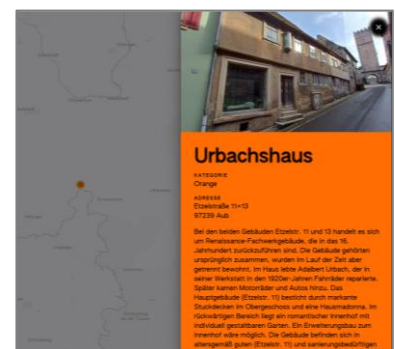 Urbachshaus
KATEGORIE
Orange
ADRESSE
Etzelstraße 11+13
97239 Aub
Bei den beiden Gebäuden Etzelstr. 11 und 13 handelt es sich
um Renaissance-Fachwerkgebäude, die in das 16.
Jahrhundert zurückzuführen sind. Die Gebäude gehörten
ursprünglich zusammen, wurden im Lauf der Zeit aber
getrennt bewohnt. Im Haus lebte Adalbert Urbach, der in
seiner Werkstatt in den 1920er-Jahren Fahrräder reparierte.
Später kamen Motorräder und Autos hinzu. Das
Hauptgebäude (Etzelstr. 11) besticht durch markante
Stuckdecken im Obergeschoss und eine Hausmadonna. Im
rückwärtigen Bereich liegt ein romantischer Innenhof mit
individuell gestaltbaren Garten. Ein Erweiterungsbau zum
Innenhof wäre möglich. Die Gebäude befinden sich in
altersgemäß guten (Etzelstr. 11) und sanierungsbedürftigen